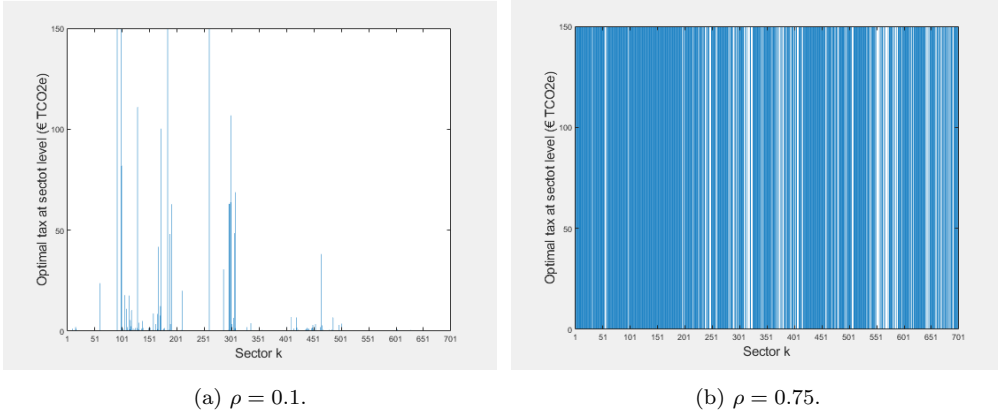 150
100
50
0
Optimal tax at sectot level (€ TCO2e)
1 51 101 151 201 251 301 351 401 451 501 551 601 651 701
Sector k
(a) ρ = 0.1.
150
100
50
0
Optimal tax at sectot level (€ TCO2e)
1 51 101 151 201 251 301 351 401 451 501 551 601 651 701
Sector k
(b) ρ = 0.75.